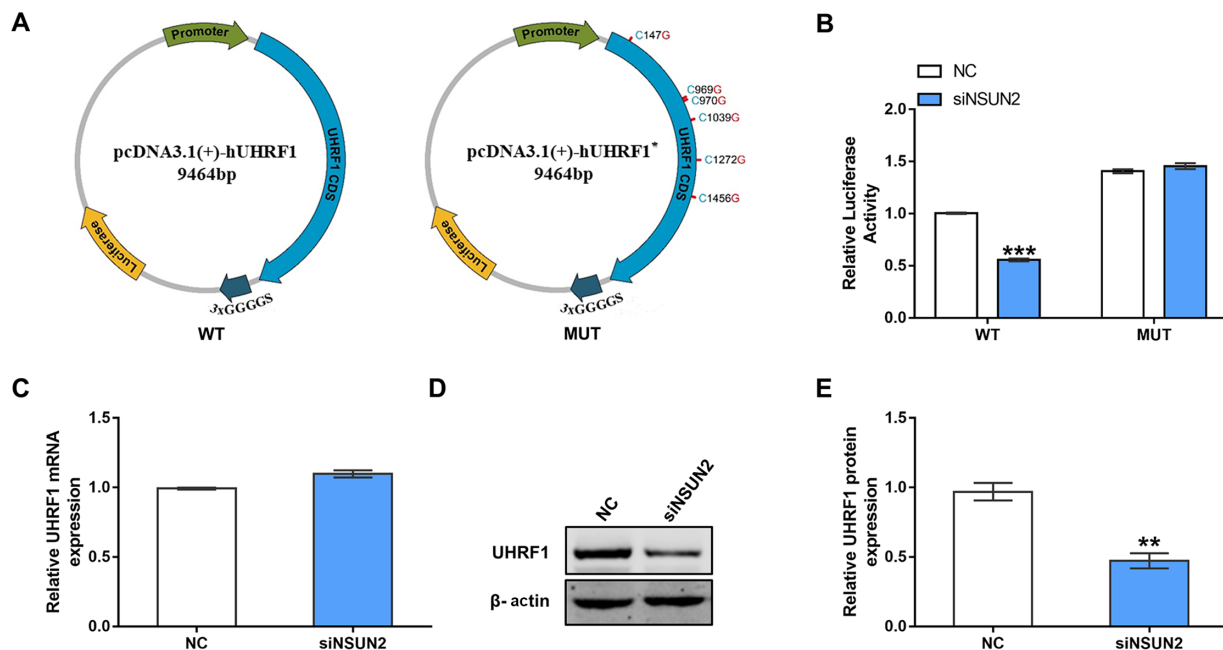 A
Promoter
UHRF1 CDS
pcDNA3.1(+)-hUHRF1
9464bp
Luciferase
3xGGGGS
WT
Promoter
C147G
C969G
C970G
C1039G
C1272G
C1456G
UHRF1 CDS
pcDNA3.1(+)-hUHRF1*
9464bp
Luciferase
3xGGGGS
MUT
B
NC
siNSUN2
Relative Luciferase
Activity
2.0
1.5
1.0
0.5
0.0
***
WT
MUT
C
Relative UHRF1 mRNA
expression
1.5
1.0
0.5
0.0
NC
siNSUN2
D
NC
siNSUN2
UHRF1
β- actin
E
Relative UHRF1 protein
expression
1.5
1.0
0.5
0.0
**
NC
siNSUN2